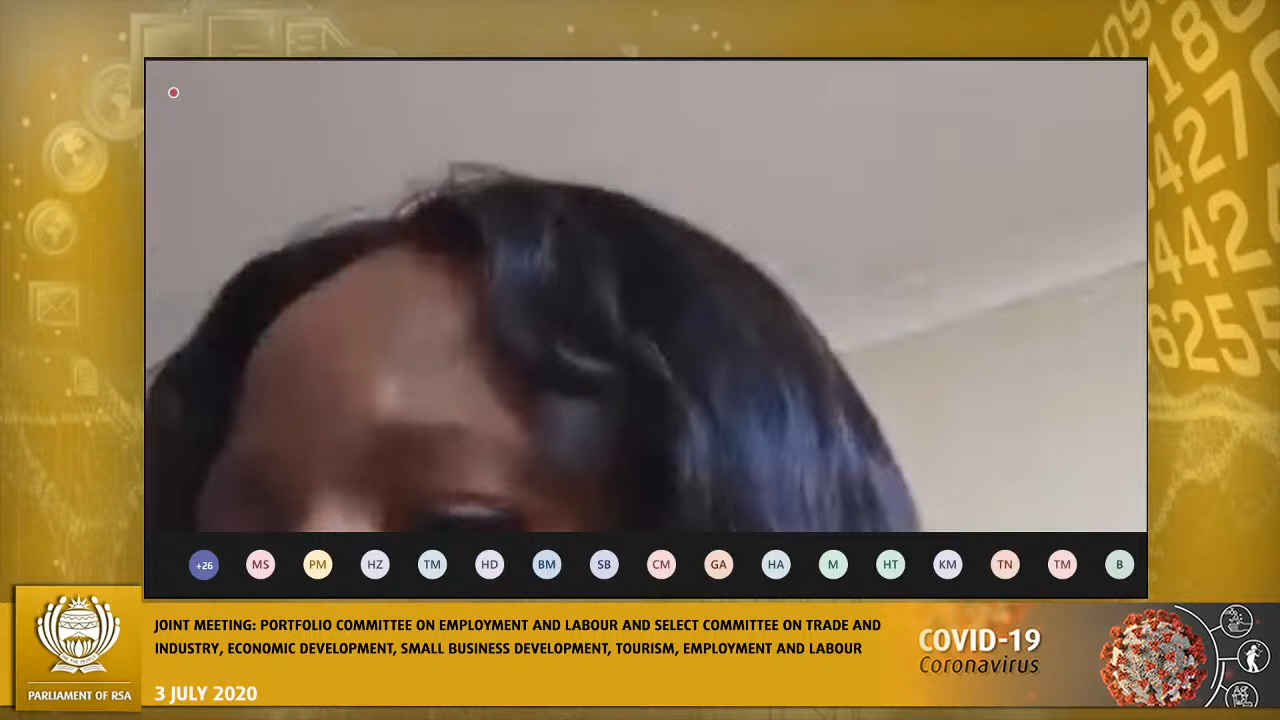 +26 MS PM HZ TM HD BM SB CM GA HA M HT KM TN TM B
JOINT MEETING: PORTFOLIO COMMITTEE ON EMPLOYMENT AND LABOUR AND SELECT COMMITTEE ON TRADE AND
INDUSTRY, ECONOMIC DEVELOPMENT, SMALL BUSINESS DEVELOPMENT, TOURISM, EMPLOYMENT AND LABOUR
3 JULY 2020
PARLIAMENT OF RSA
COVID-19
Coronavirus